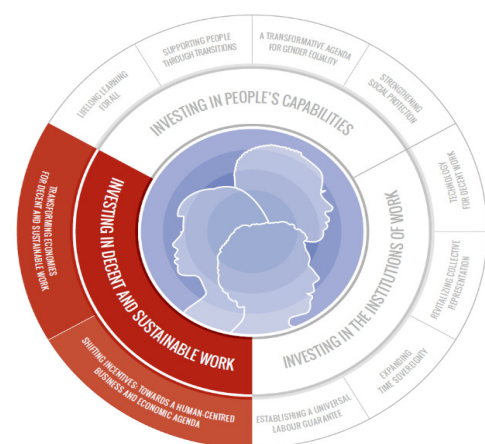 LIFELONG LEARNING
FOR ALL
SUPPORTING PEOPLE
THROUGH TRANSITIONS
A TRANSFORMATIVE AGENDA
FOR GENDER EQUALITY
STRENGTHENING
SOCIAL PROTECTION
INVESTING IN PEOPLE'S CAPABILITIES
TECHNOLOGY
FOR DECENT WORK
REVITALIZING COLLECTIVE
REPRESENTATION
EXPANDING
TIME SOVEREIGNTY
ESTABLISHING A UNIVERSAL
LABOUR GUARANTEE
INVESTING IN THE INSTITUTIONS OF WORK
TRANSFORMING ECONOMIES
FOR DECENT AND SUSTAINABLE WORK
SHIFTING INCENTIVES: TOWARDS A HUMAN-CENTRED
BUSINESS AND ECONOMIC AGENDA
INVESTING IN DECENT AND SUSTAINABLE WORK